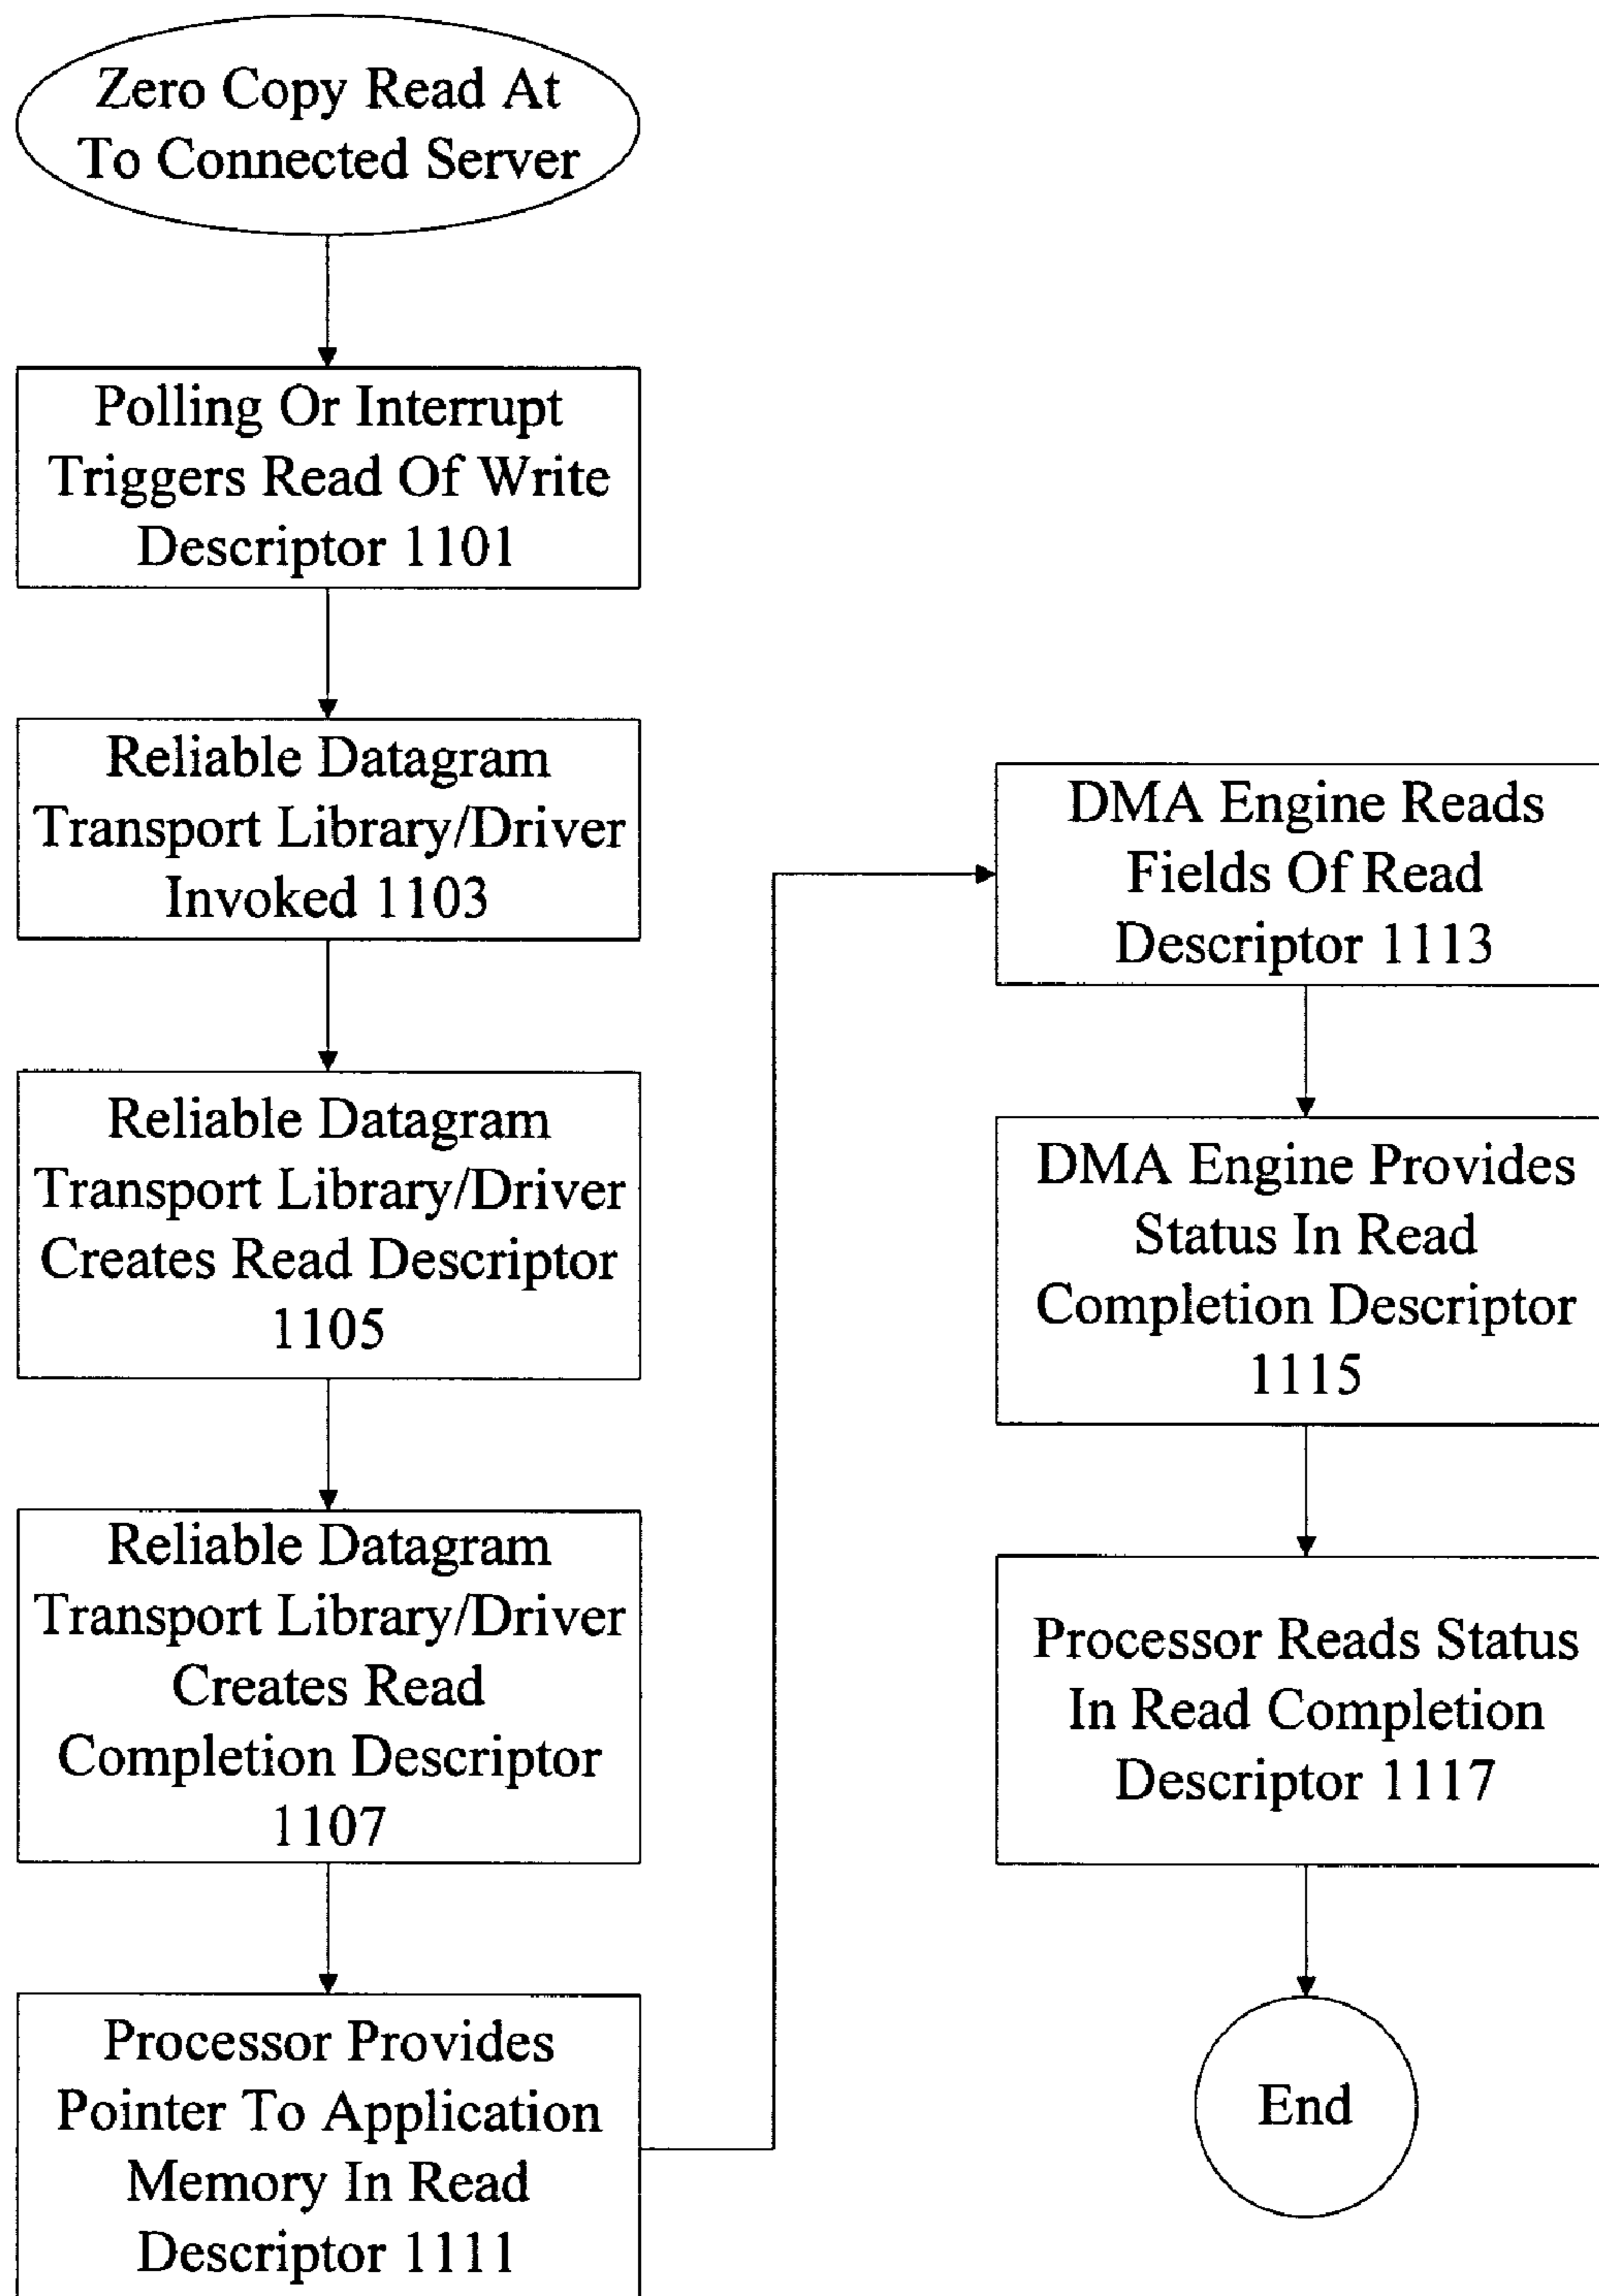 Zero Copy Read At
To Connected Server
Polling Or Interrupt
Triggers Read Of Write
Descriptor 1101
Reliable Datagram
Transport Library/Driver
Invoked 1103
Reliable Datagram
Transport Library/Driver
Creates Read Descriptor
1105
Reliable Datagram
Transport Library/Driver
Creates Read
Completion Descriptor
1107
Processor Provides
Pointer To Application
Memory In Read
Descriptor 1111
DMA Engine Reads
Fields Of Read
Descriptor 1113
DMA Engine Provides
Status In Read
Completion Descriptor
1115
Processor Reads Status
In Read Completion
Descriptor 1117
End